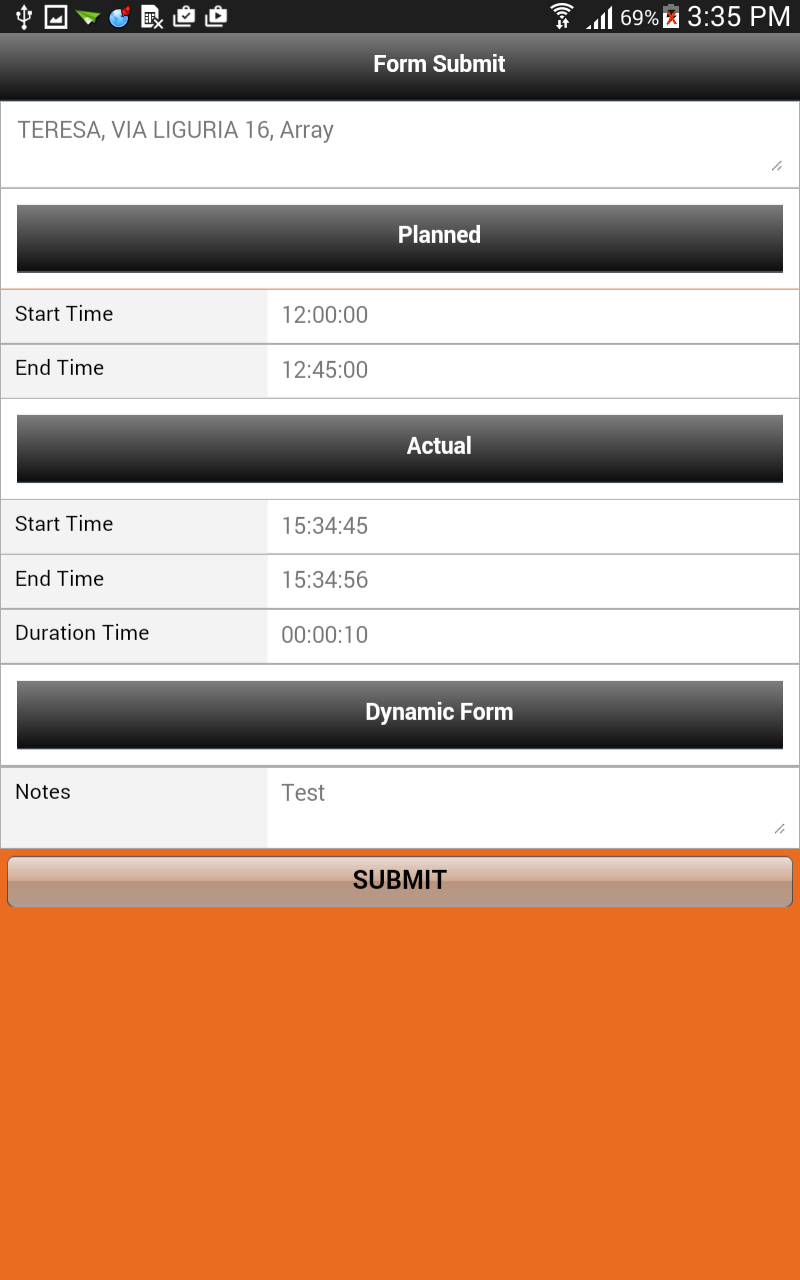 69% 3:35 PM
Form Submit
TERESA, VIA LIGURIA 16, Array
Planned
Start Time 12:00:00
End Time 12:45:00
Actual
Start Time 15:34:45
End Time 15:34:56
Duration Time 00:00:10
Dynamic Form
Notes Test
SUBMIT